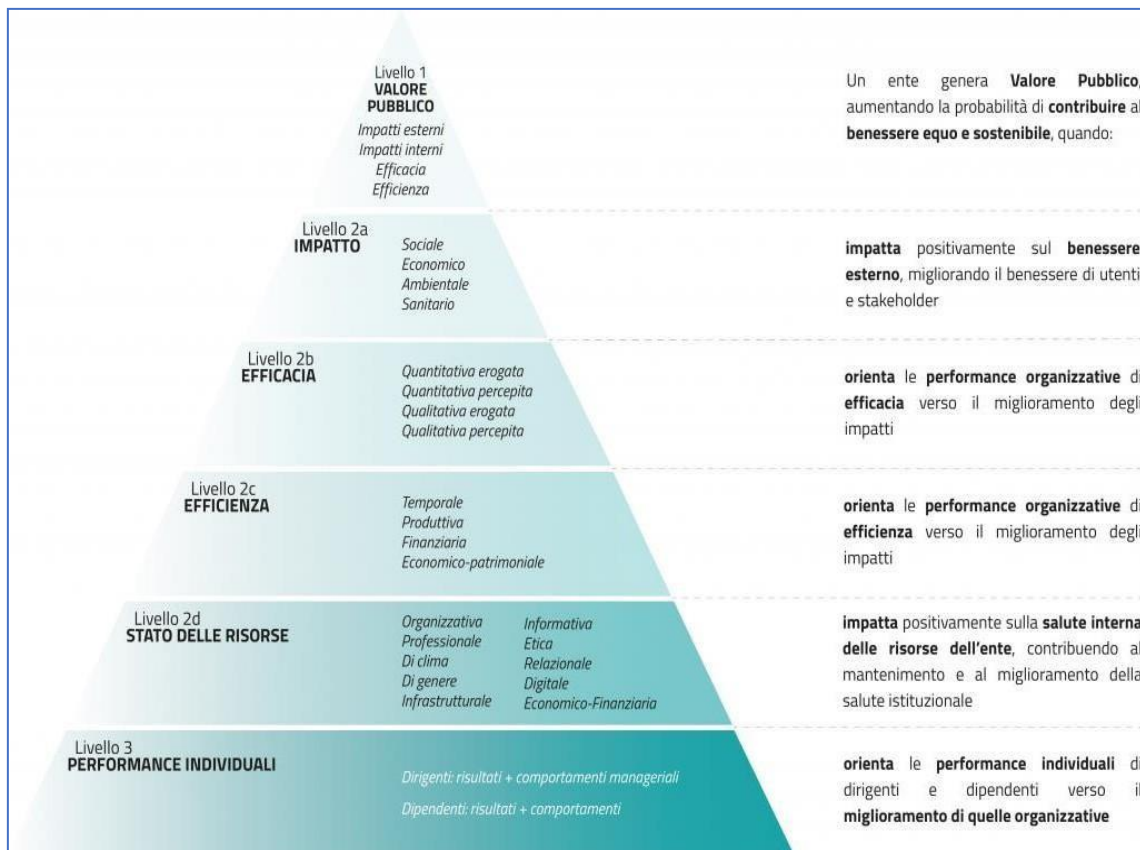 Livello 1
VALORE
PUBBLICO
Impatti esterni
Impatti interni
Efficacia
Efficienza
Un ente genera Valore Pubblico,
aumentando la probabilità di contribuire al
benessere equo e sostenibile, quando:
Livello 2a
IMPATTO
Sociale
Economico
Ambientale
Sanitario
impatta positivamente sul benessere
esterno, migliorando il benessere di utenti
e stakeholder
Livello 2b
EFFICACIA
Quantitativa erogata
Quantitativa percepita
Qualitativa erogata
Qualitativa percepita
orienta le performance organizzative di
efficacia verso il miglioramento degli
impatti
Livello 2c
EFFICIENZA
Temporale
Produttiva
Finanziaria
Economico-patrimoniale
orienta le performance organizzative di
efficienza verso il miglioramento degli
impatti
Livello 2d
STATO DELLE RISORSE
Organizzativa
Professionale
Di clima
Di genere
Infrastrutturale
Informativa
Etica
Relazionale
Digitale
Economico-Finanziaria
impatta positivamente sulla salute interna
delle risorse dell'ente, contribuendo al
mantenimento e al miglioramento della
salute istituzionale
Livello 3
PERFORMANCE INDIVIDUALI
Dirigenti: risultati + comportamenti manageriali
Dipendenti: risultati + comportamenti
orienta le performance individuali di
dirigenti e dipendenti verso il
miglioramento di quelle organizzative